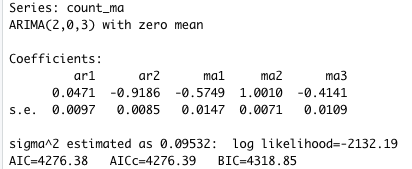 Series: count_ma
ARIMA(2,0,3) with zero mean
Coefficients:
ar1 ar2 ma1 ma2 ma3
0.0471 -0.9186 -0.5749 1.0010 -0.4141
s.e. 0.0097 0.0085 0.0147 0.0071 0.0109
sigma^2 estimated as 0.09532: log likelihood=-2132.19
AIC=4276.38 AICc=4276.39 BIC=4318.85